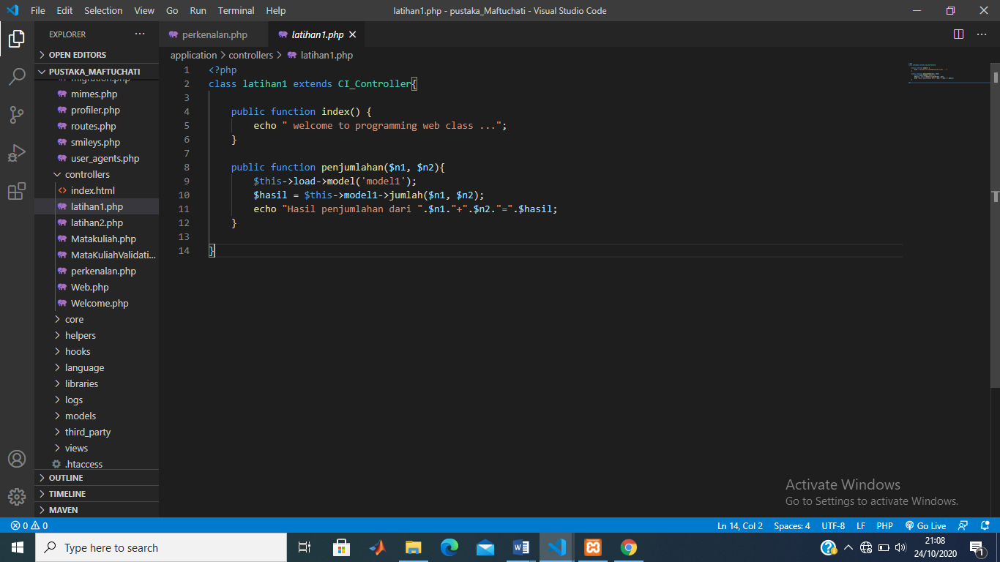 File Edit Selection View Go Run Terminal Help
latihan1.php - pustaka_Maftuchati - Visual Studio Code
EXPLORER
OPEN EDITORS
PUSTAKA_MAFTUCHATI
migration.php
mimes.php
profiler.php
routes.php
smileys.php
user_agents.php
controllers
index.html
latihan1.php
latihan2.php
Matakuliah.php
MataKuliahValidati...
perkenalan.php
Web.php
Welcome.php
core
helpers
hooks
language
libraries
logs
models
third_party
views
.htaccess
OUTLINE
TIMELINE
MAVEN
perkenalan.php latihan1.php
application > controllers > latihan1.php
1 <?php
2 class latihan1 extends CI_Controller{
3
4 public function index() {
5 echo " welcome to programming web class ...";
6 }
7
8 public function penjumlahan($n1, $n2){
9 $this->load->model('model1');
10 $hasil = $this->model1->jumlah($n1, $n2);
11 echo "Hasil penjumlahan dari ".$n1."+".$n2."=".$hasil;
12 }
13
14 }
Activate Windows
Go to Settings to activate Windows.
0 0 Ln 14, Col 2 Spaces: 4 UTF-8 LF PHP Go Live
Type here to search
21:08
24/10/2020
1